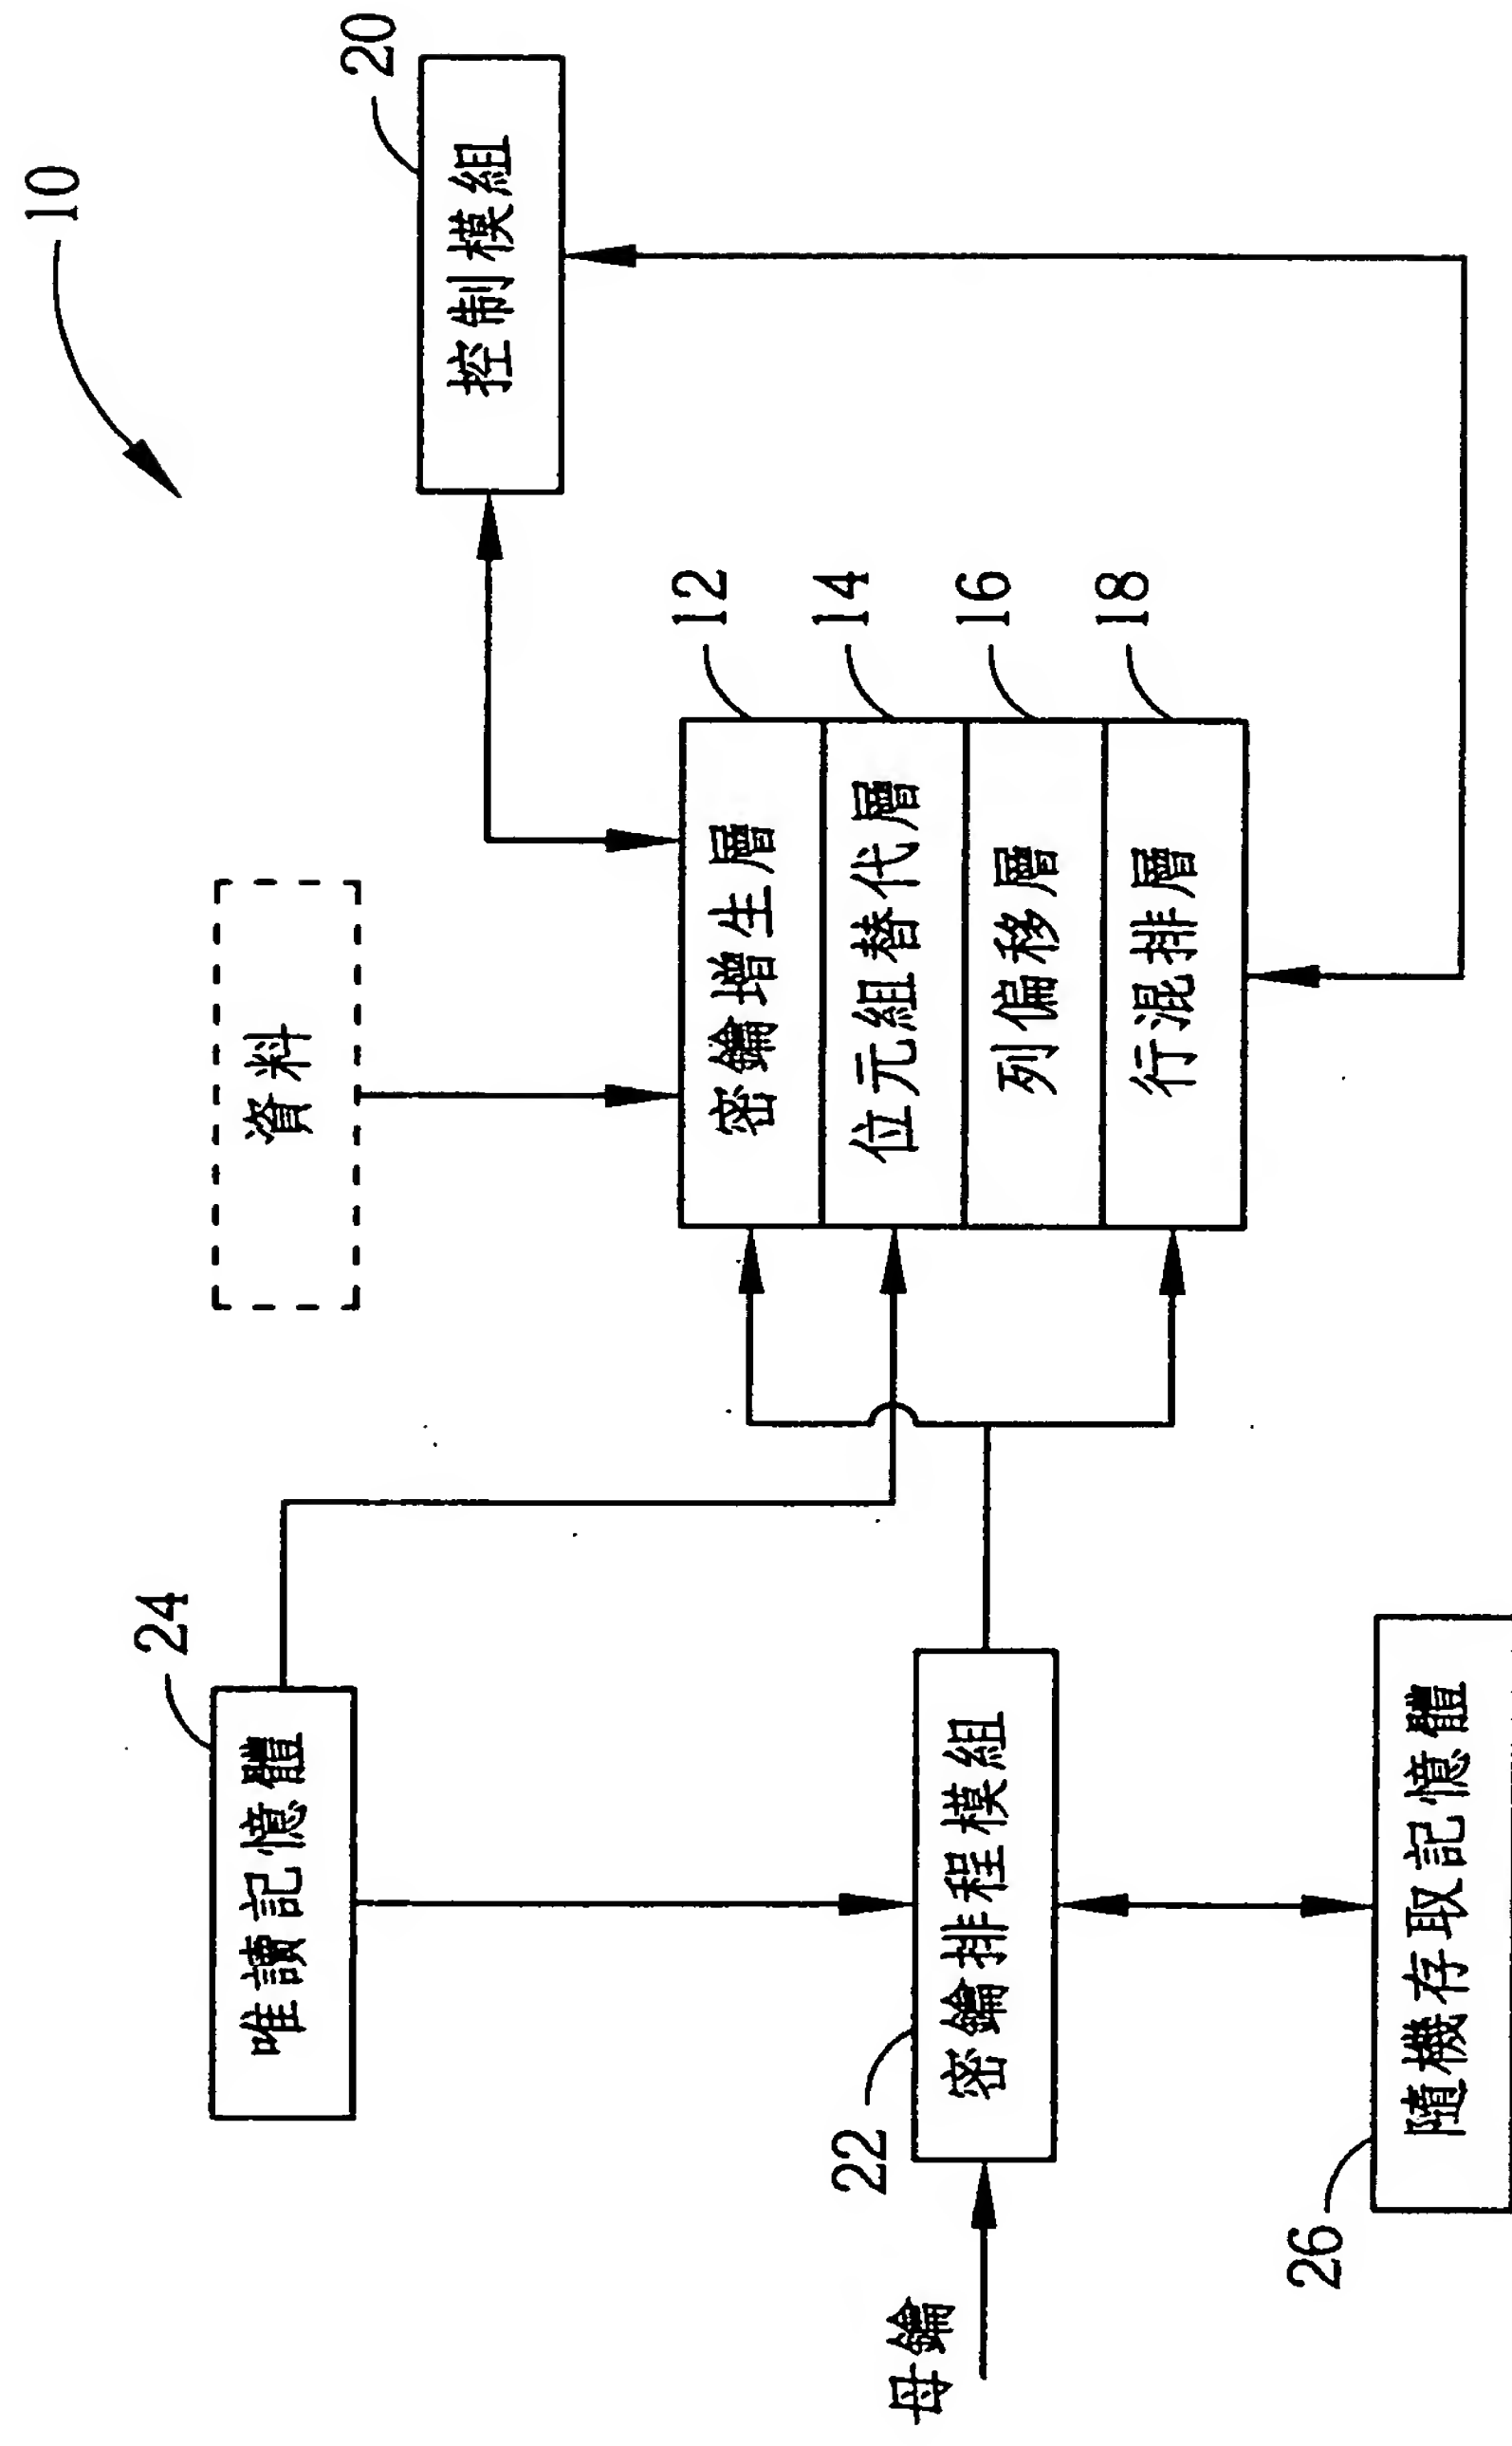 10
資料
20
控制模組
24
唯讀記憶體
密鑰增生層
12
位元組替代層
14
列偏移層
16
行混排層
18
母鑰
22
密鑰排程模組
26
隨機存取記憶體